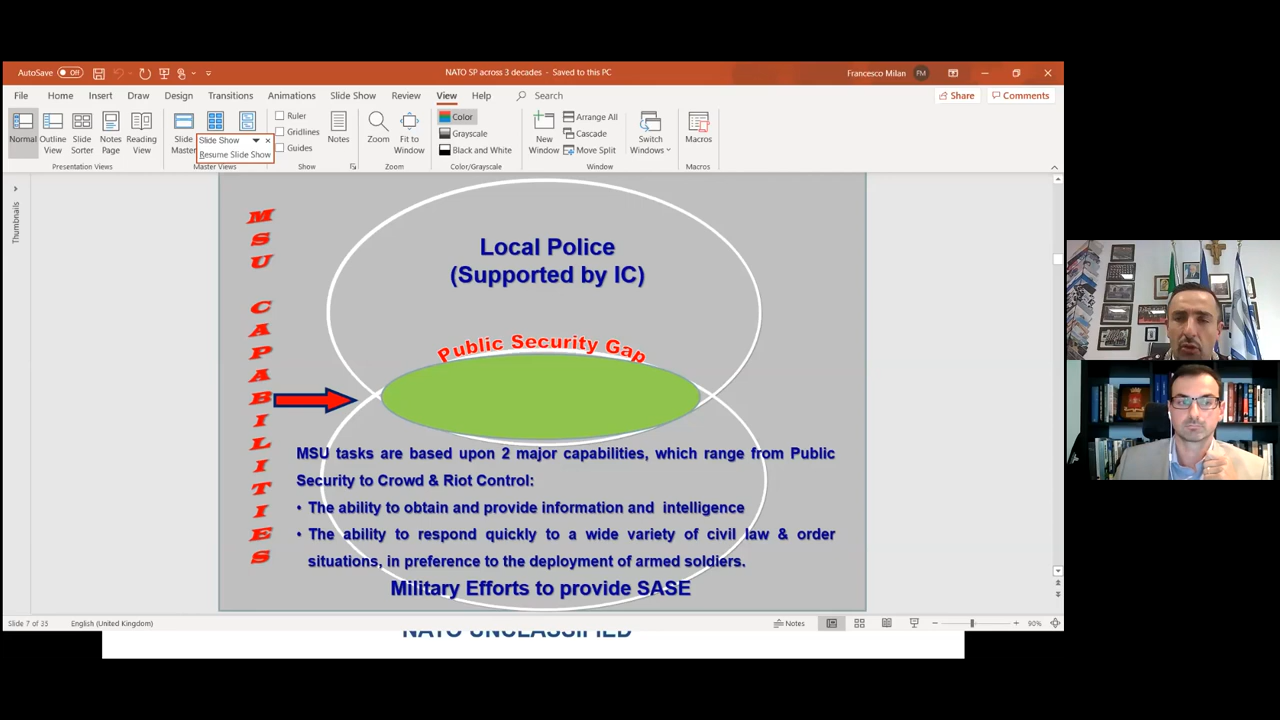 AutoSave Off
NATO SP across 3 decades - Saved to this PC
Francesco Milan FM
File Home Insert Draw Design Transitions Animations Slide Show Review View Help Search
Share Comments
Normal
Outline View
Slide Sorter
Notes Page
Reading View
Presentation Views
Slide Master
Slide Show
Resume Slide Show
Master Views
Ruler
Gridlines
Guides
Show
Notes
Zoom
Fit to Window
Zoom
Color
Grayscale
Black and White
Color/Grayscale
New Window
Arrange All
Cascade
Move Split
Switch Windows
Window
Macros
Macros
Thumbnails
MSU CAPABILITIES
Local Police
(Supported by IC)
Public Security Gap
MSU tasks are based upon 2 major capabilities, which range from Public
Security to Crowd & Riot Control:
• The ability to obtain and provide information and intelligence
• The ability to respond quickly to a wide variety of civil law & order
situations, in preference to the deployment of armed soldiers.
Military Efforts to provide SASE
Slide 7 of 35 English (United Kingdom)
Notes
90%
NATO UNCLASSIFIED